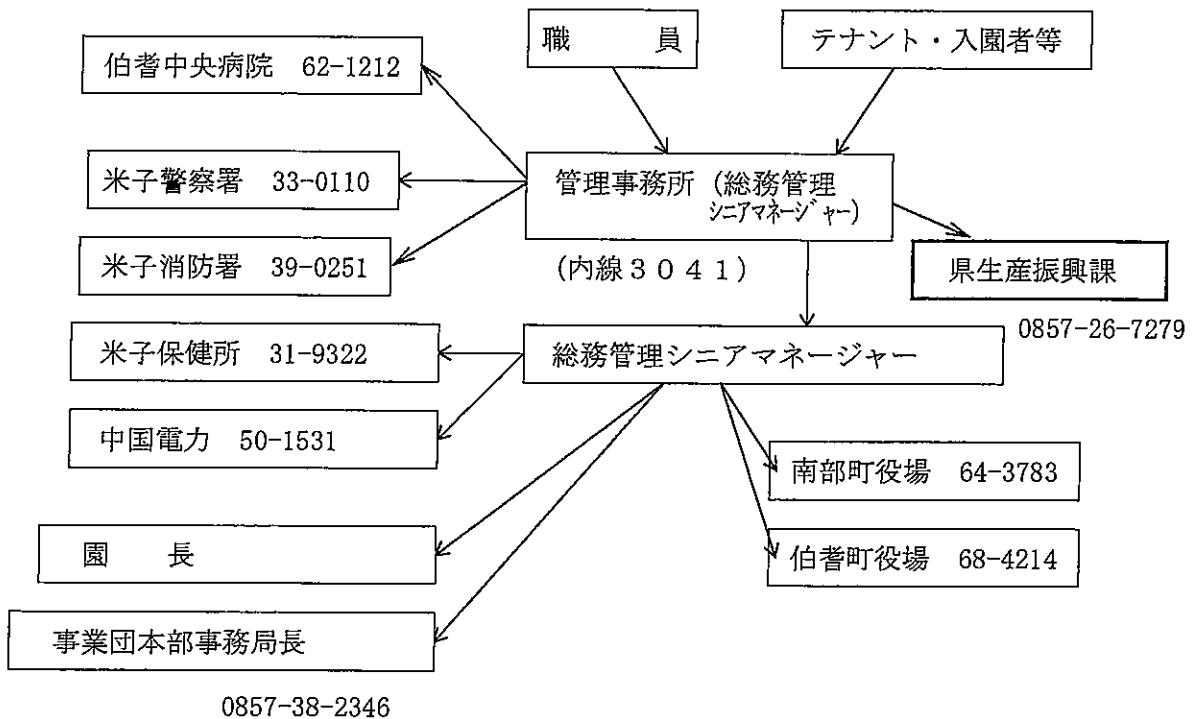 職　　員
テナント・入園者等
伯耆中央病院 62-1212
米子警察署 33-0110
管理事務所（総務管理
シニアマネージャー）
米子消防署 39-0251
（内線３０４１）
県生産振興課
0857-26-7279
米子保健所 31-9322
総務管理シニアマネージャー
中国電力 50-1531
南部町役場 64-3783
園　　長
伯耆町役場 68-4214
事業団本部事務局長
0857-38-2346